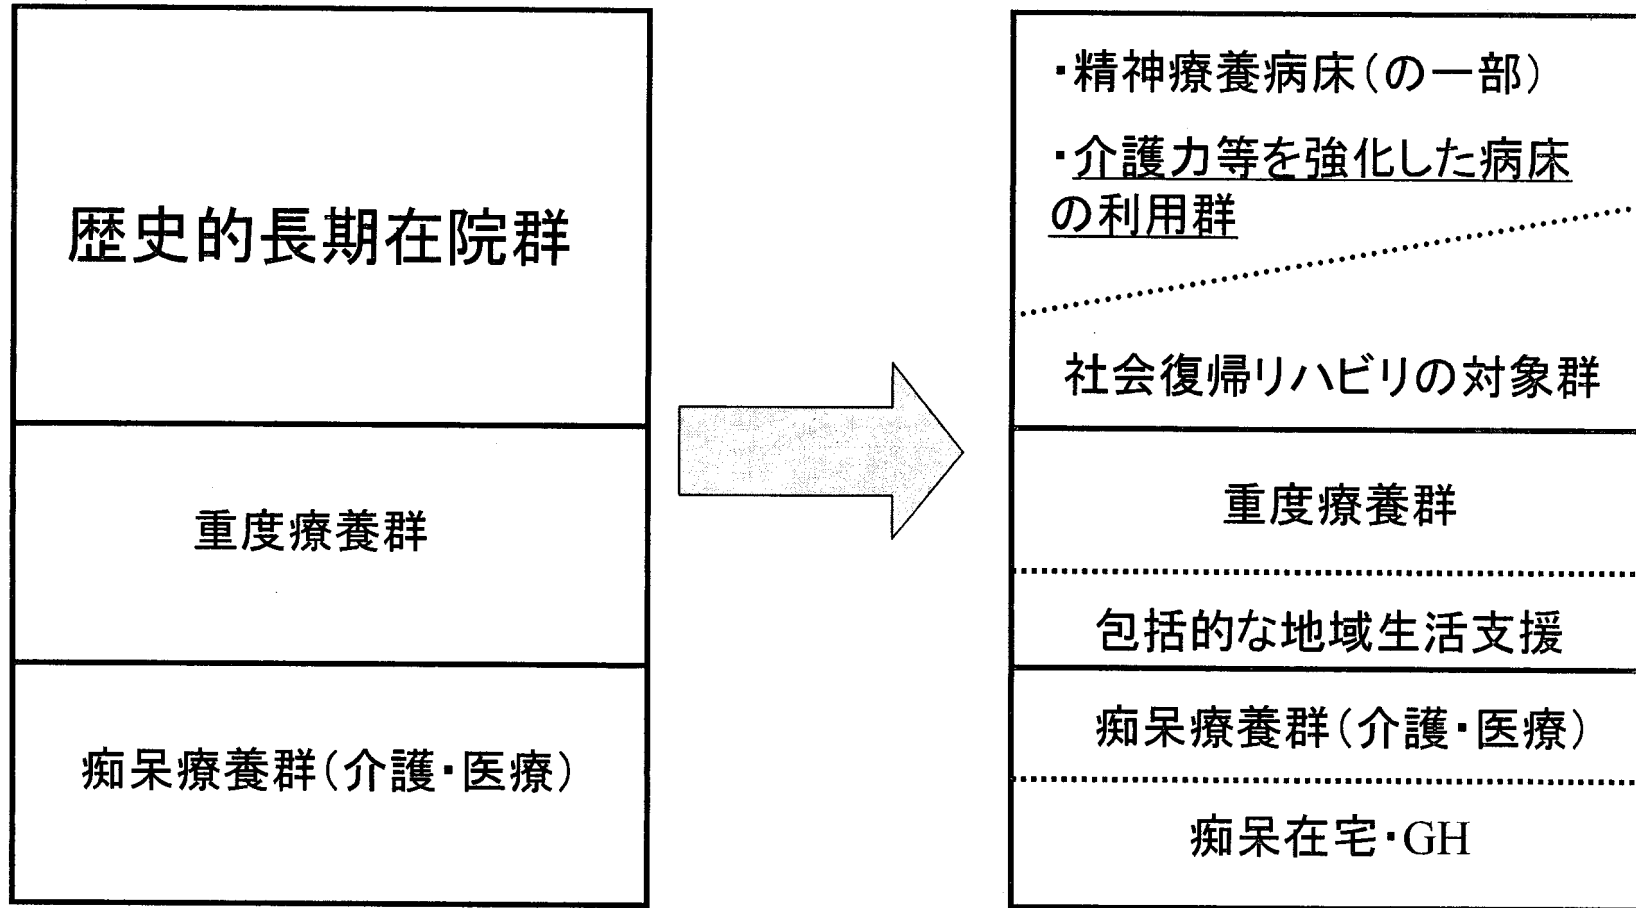 歴史的長期在院群
重度療養群
痴呆療養群（介護・医療）
・精神療養病床（の一部）
・介護力等を強化した病床
の利用群
社会復帰リハビリの対象群
重度療養群
包括的な地域生活支援
痴呆療養群（介護・医療）
痴呆在宅・GH